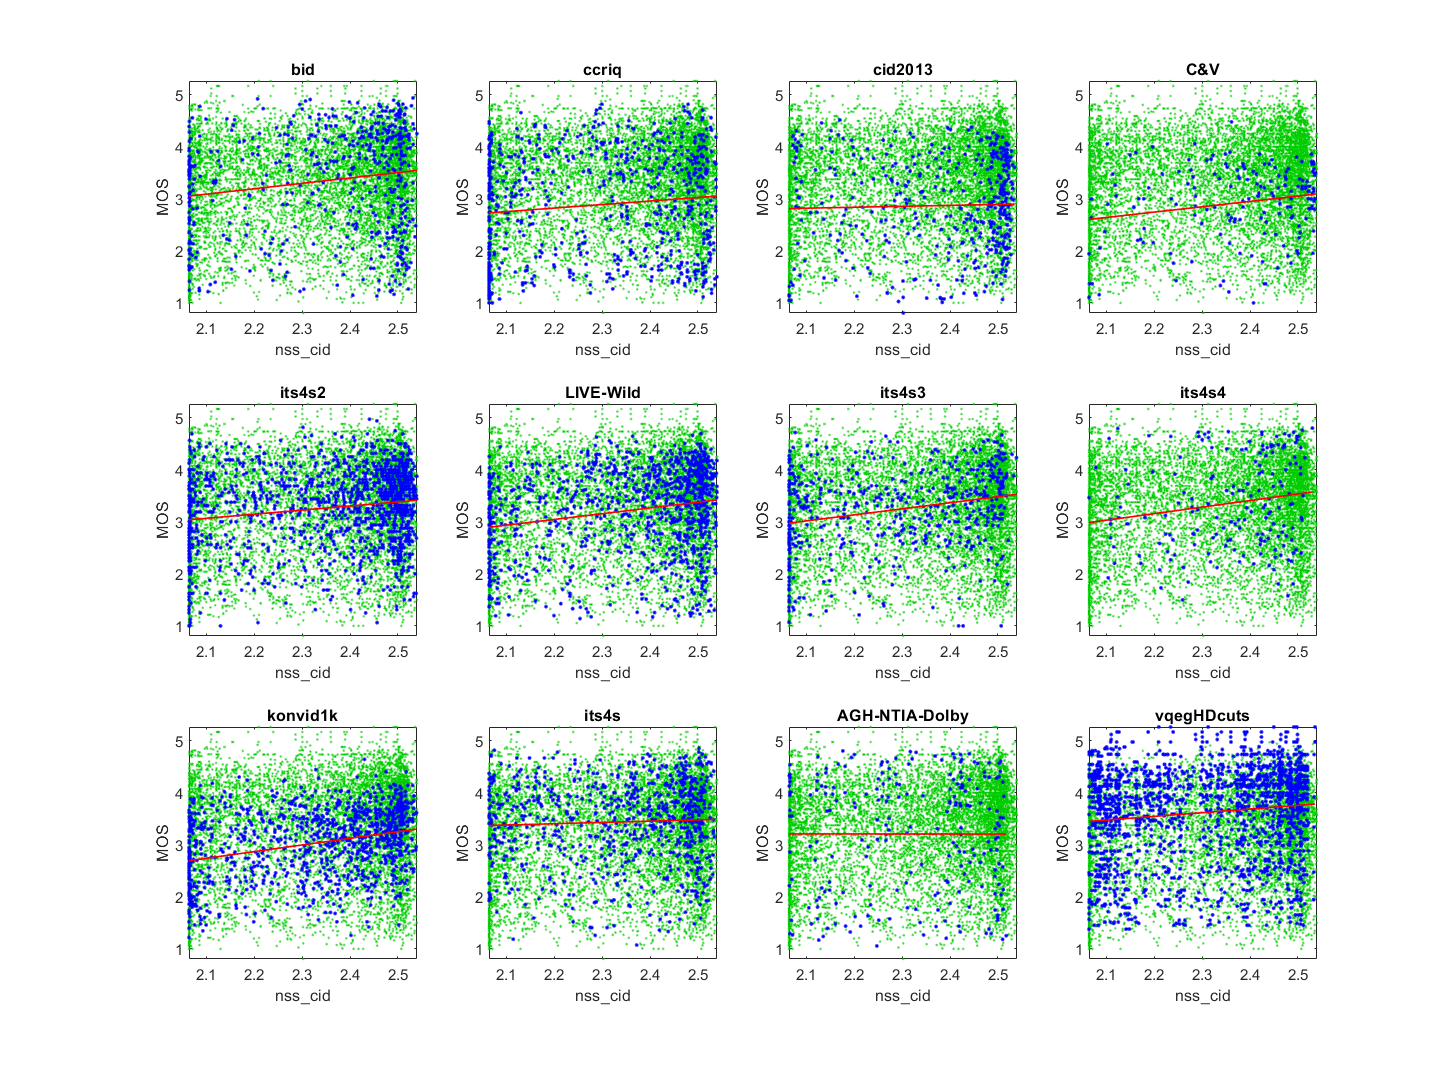 bid
ccriq
cid2013
C&V
5
4
3
2
1
MOS
2.1 2.2 2.3 2.4 2.5
nss_cid
5
4
3
2
1
MOS
2.1 2.2 2.3 2.4 2.5
nss_cid
5
4
3
2
1
MOS
2.1 2.2 2.3 2.4 2.5
nss_cid
5
4
3
2
1
MOS
2.1 2.2 2.3 2.4 2.5
nss_cid
its4s2
LIVE-Wild
its4s3
its4s4
5
4
3
2
1
MOS
2.1 2.2 2.3 2.4 2.5
nss_cid
5
4
3
2
1
MOS
2.1 2.2 2.3 2.4 2.5
nss_cid
5
4
3
2
1
MOS
2.1 2.2 2.3 2.4 2.5
nss_cid
5
4
3
2
1
MOS
2.1 2.2 2.3 2.4 2.5
nss_cid
konvid1k
its4s
AGH-NTIA-Dolby
vqegHDcuts
5
4
3
2
1
MOS
2.1 2.2 2.3 2.4 2.5
nss_cid
5
4
3
2
1
MOS
2.1 2.2 2.3 2.4 2.5
nss_cid
5
4
3
2
1
MOS
2.1 2.2 2.3 2.4 2.5
nss_cid
5
4
3
2
1
MOS
2.1 2.2 2.3 2.4 2.5
nss_cid